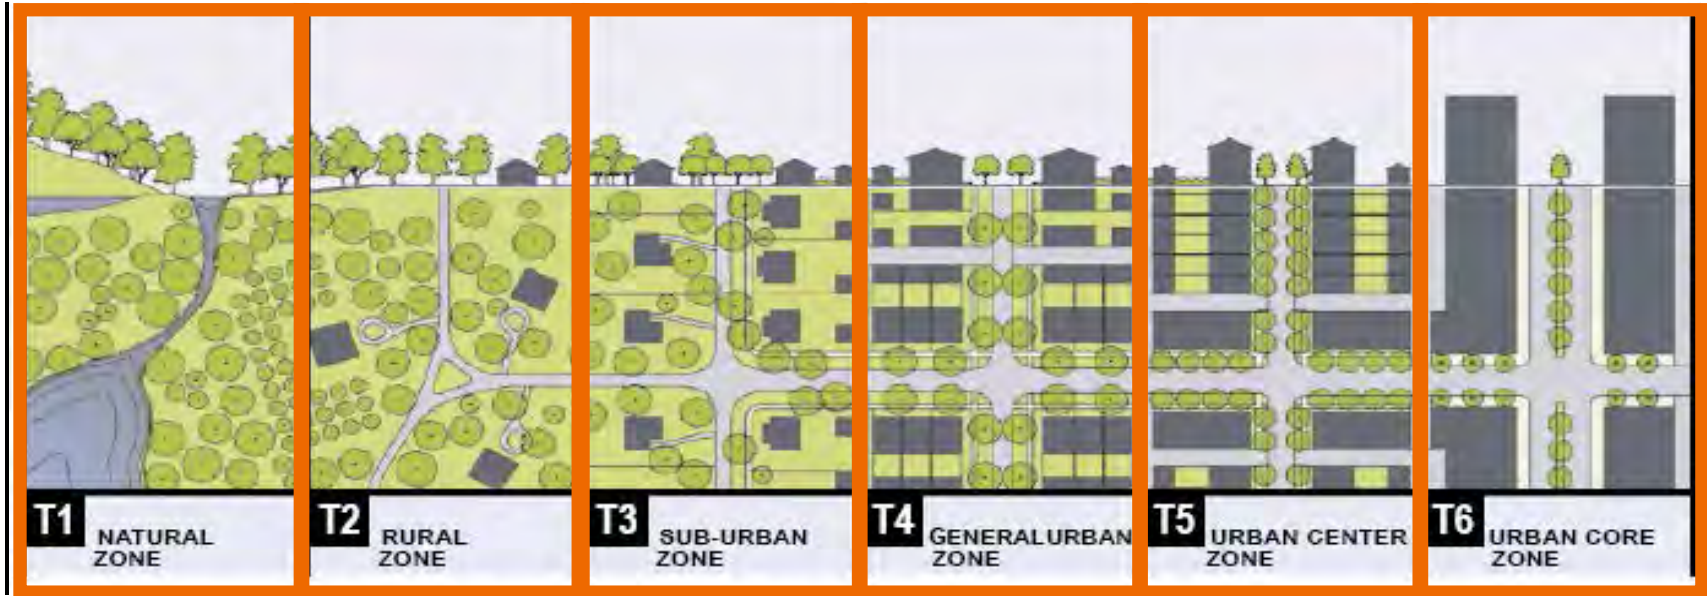 T1 NATURAL
ZONE
T2 RURAL
ZONE
T3 SUB-URBAN
ZONE
T4 GENERAL URBAN
ZONE
T5 URBAN CENTER
ZONE
T6 URBAN CORE
ZONE